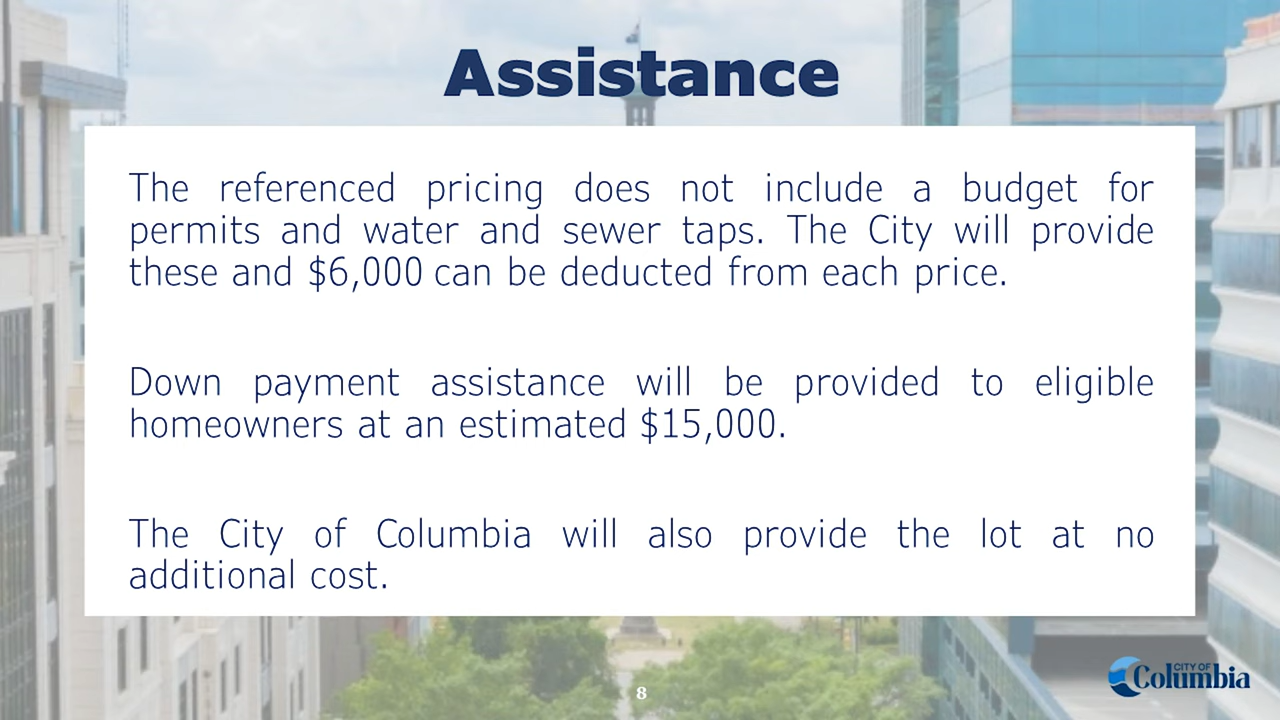 Assistance
The referenced pricing does not include a budget for
permits and water and sewer taps. The City will provide
these and $6,000 can be deducted from each price.
Down payment assistance will be provided to eligible
homeowners at an estimated $15,000.
The City of Columbia will also provide the lot at no
additional cost.
8
CITY OF
Columbia